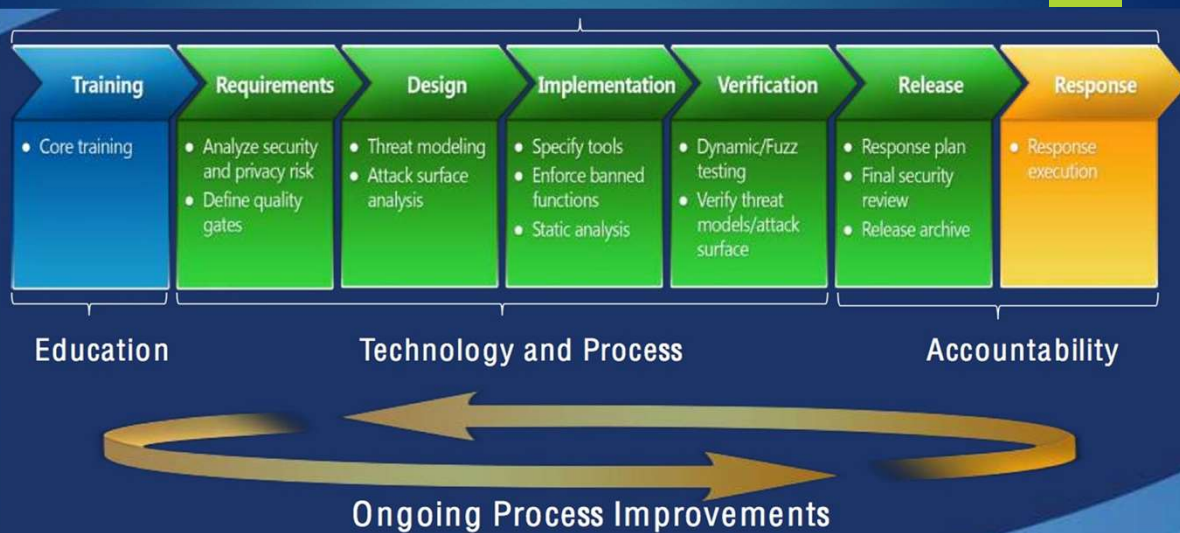 Training
• Core training
Requirements
• Analyze security
and privacy risk
• Define quality
gates
Design
• Threat modeling
• Attack surface
analysis
Implementation
• Specify tools
• Enforce banned
functions
• Static analysis
Verification
• Dynamic/Fuzz
testing
• Verify threat
models/attack
surface
Release
• Response plan
• Final security
review
• Release archive
Response
• Response
execution
Education
Technology and Process
Accountability
Ongoing Process Improvements